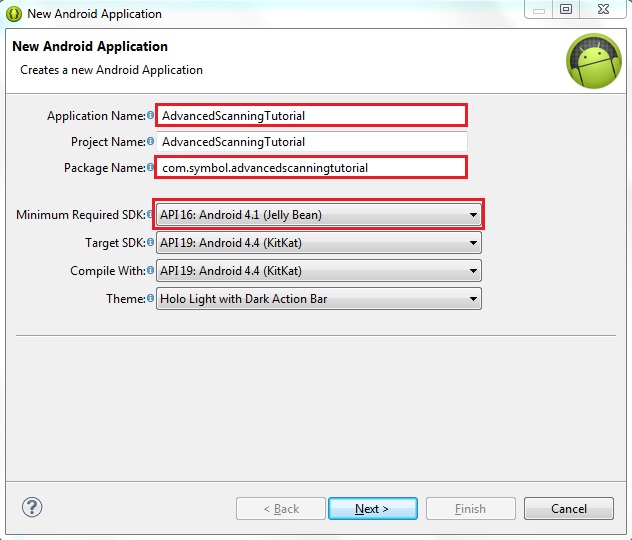 New Android Application
New Android Application
Creates a new Android Application
Application Name: AdvancedScanningTutorial
Project Name: AdvancedScanningTutorial
Package Name: com.symbol.advancedscanningtutorial
Minimum Required SDK: API 16: Android 4.1 (Jelly Bean)
Target SDK: API 19: Android 4.4 (KitKat)
Compile With: API 19: Android 4.4 (KitKat)
Theme: Holo Light with Dark Action Bar
? < Back Next > Finish Cancel